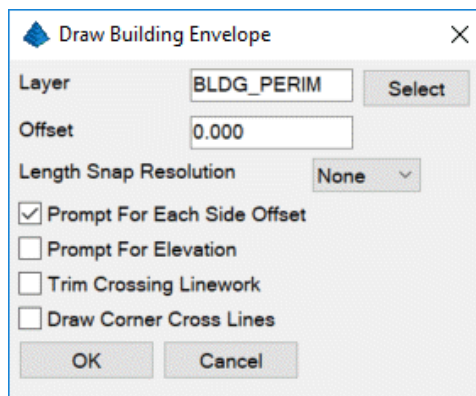 Draw Building Envelope
Layer BLDG_PERIM Select
Offset 0.000
Length Snap Resolution None
Prompt For Each Side Offset
Prompt For Elevation
Trim Crossing Linework
Draw Corner Cross Lines
OK Cancel